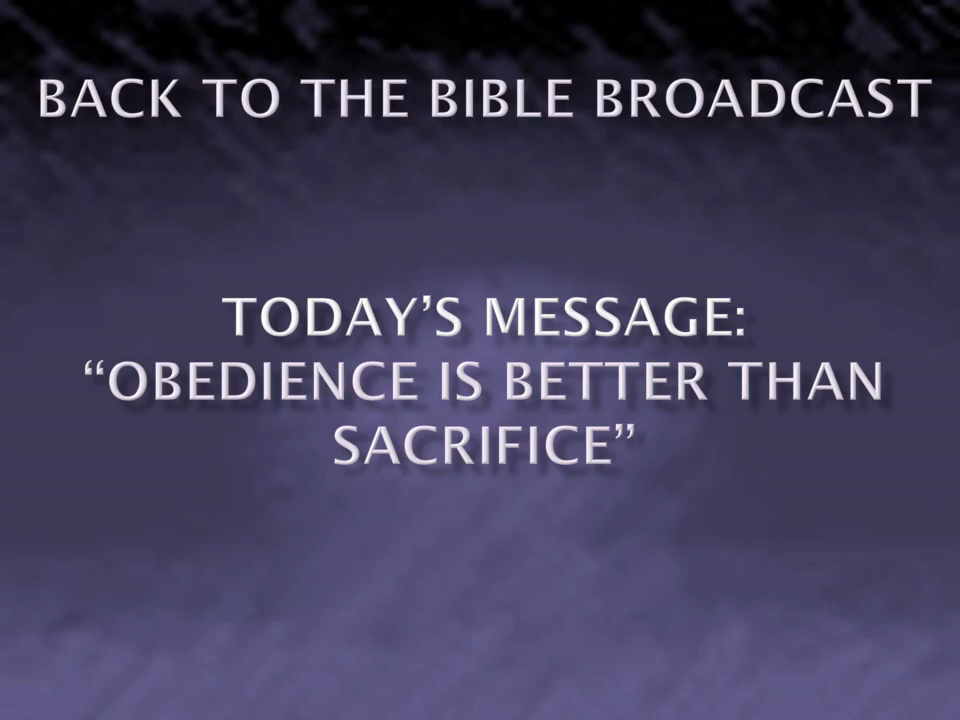 BACK TO THE BIBLE BROADCAST
TODAY’S MESSAGE:
“OBEDIENCE IS BETTER THAN
SACRIFICE”